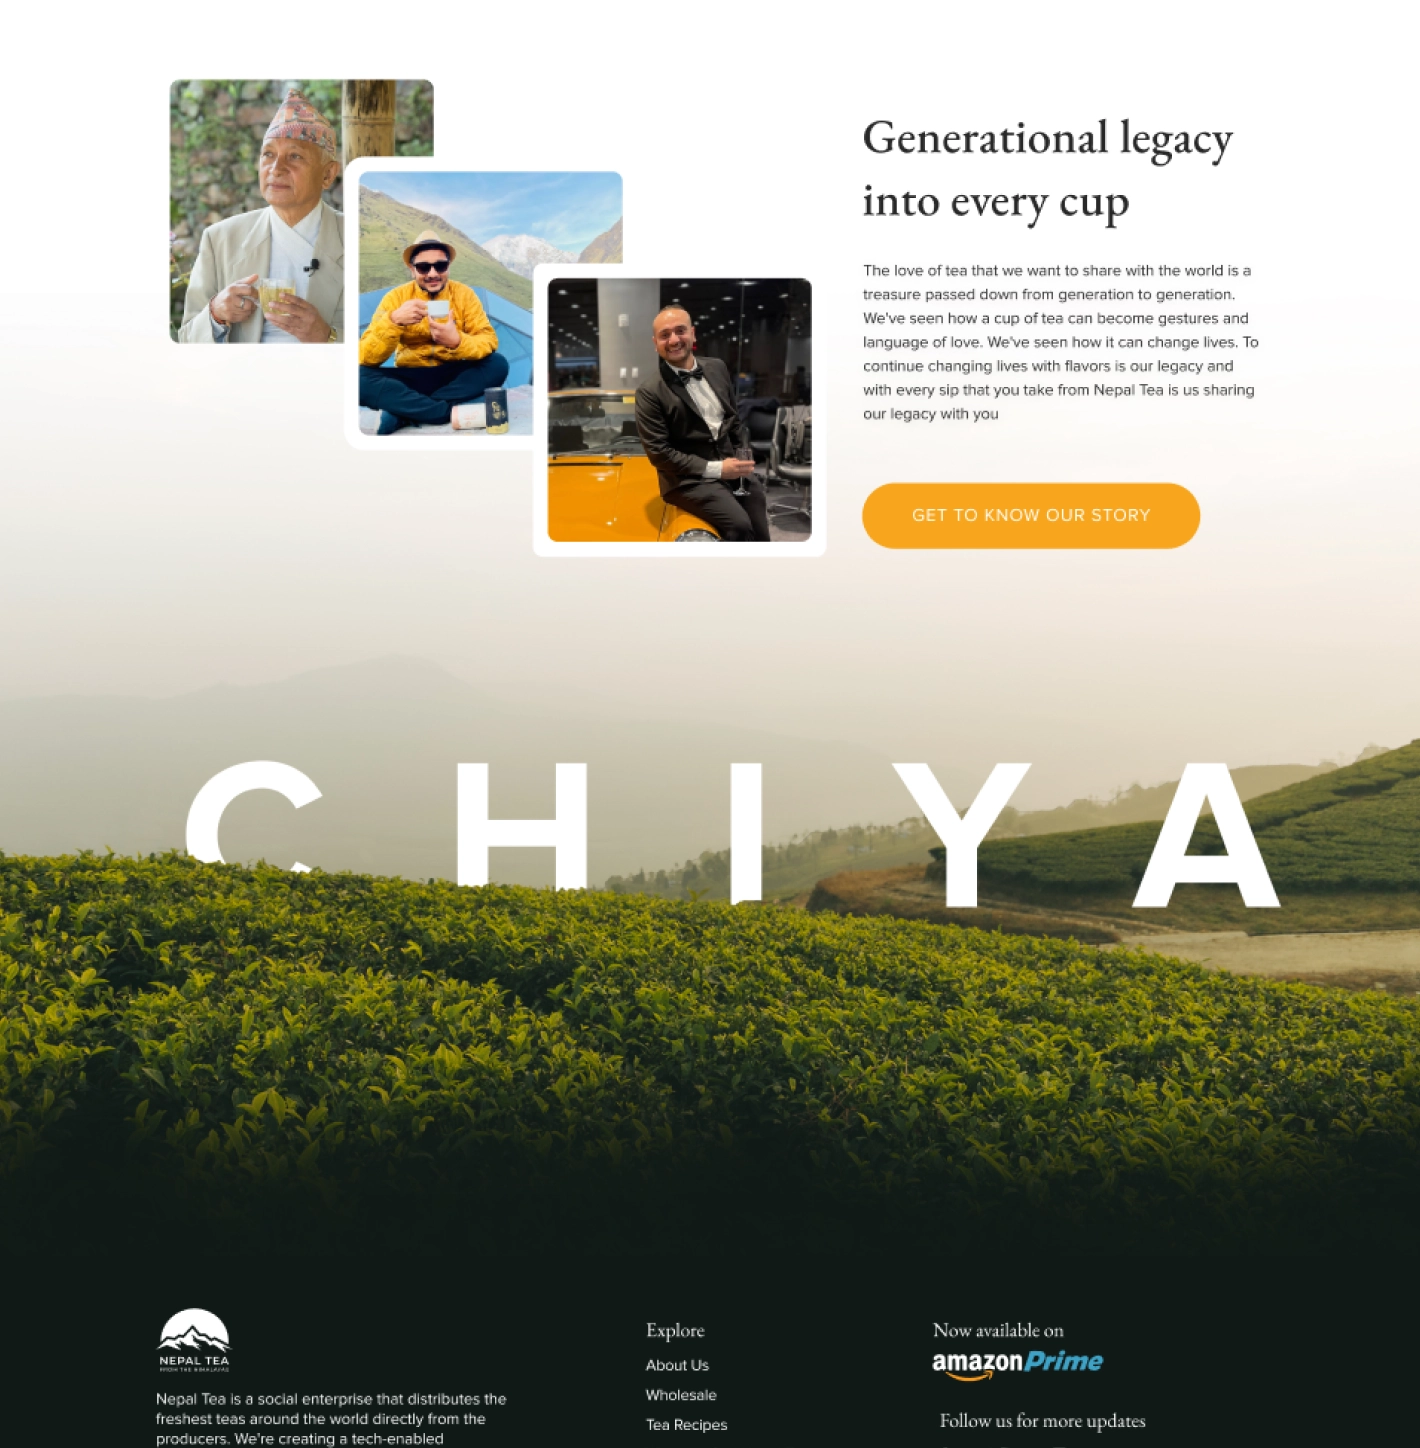 Generational legacy
into every cup
The love of tea that we want to share with the world is a
treasure passed down from generation to generation.
We've seen how a cup of tea can become gestures and
language of love. We've seen how it can change lives. To
continue changing lives with flavors is our legacy and
with every sip that you take from Nepal Tea is us sharing
our legacy with you
GET TO KNOW OUR STORY
CHIYA
NEPAL TEA
FROM THE HIMALAYAS
Nepal Tea is a social enterprise that distributes the
freshest teas around the world directly from the
producers. We're creating a tech-enabled
Explore
About Us
Wholesale
Tea Recipes
Now available on
amazonPrime
Follow us for more updates